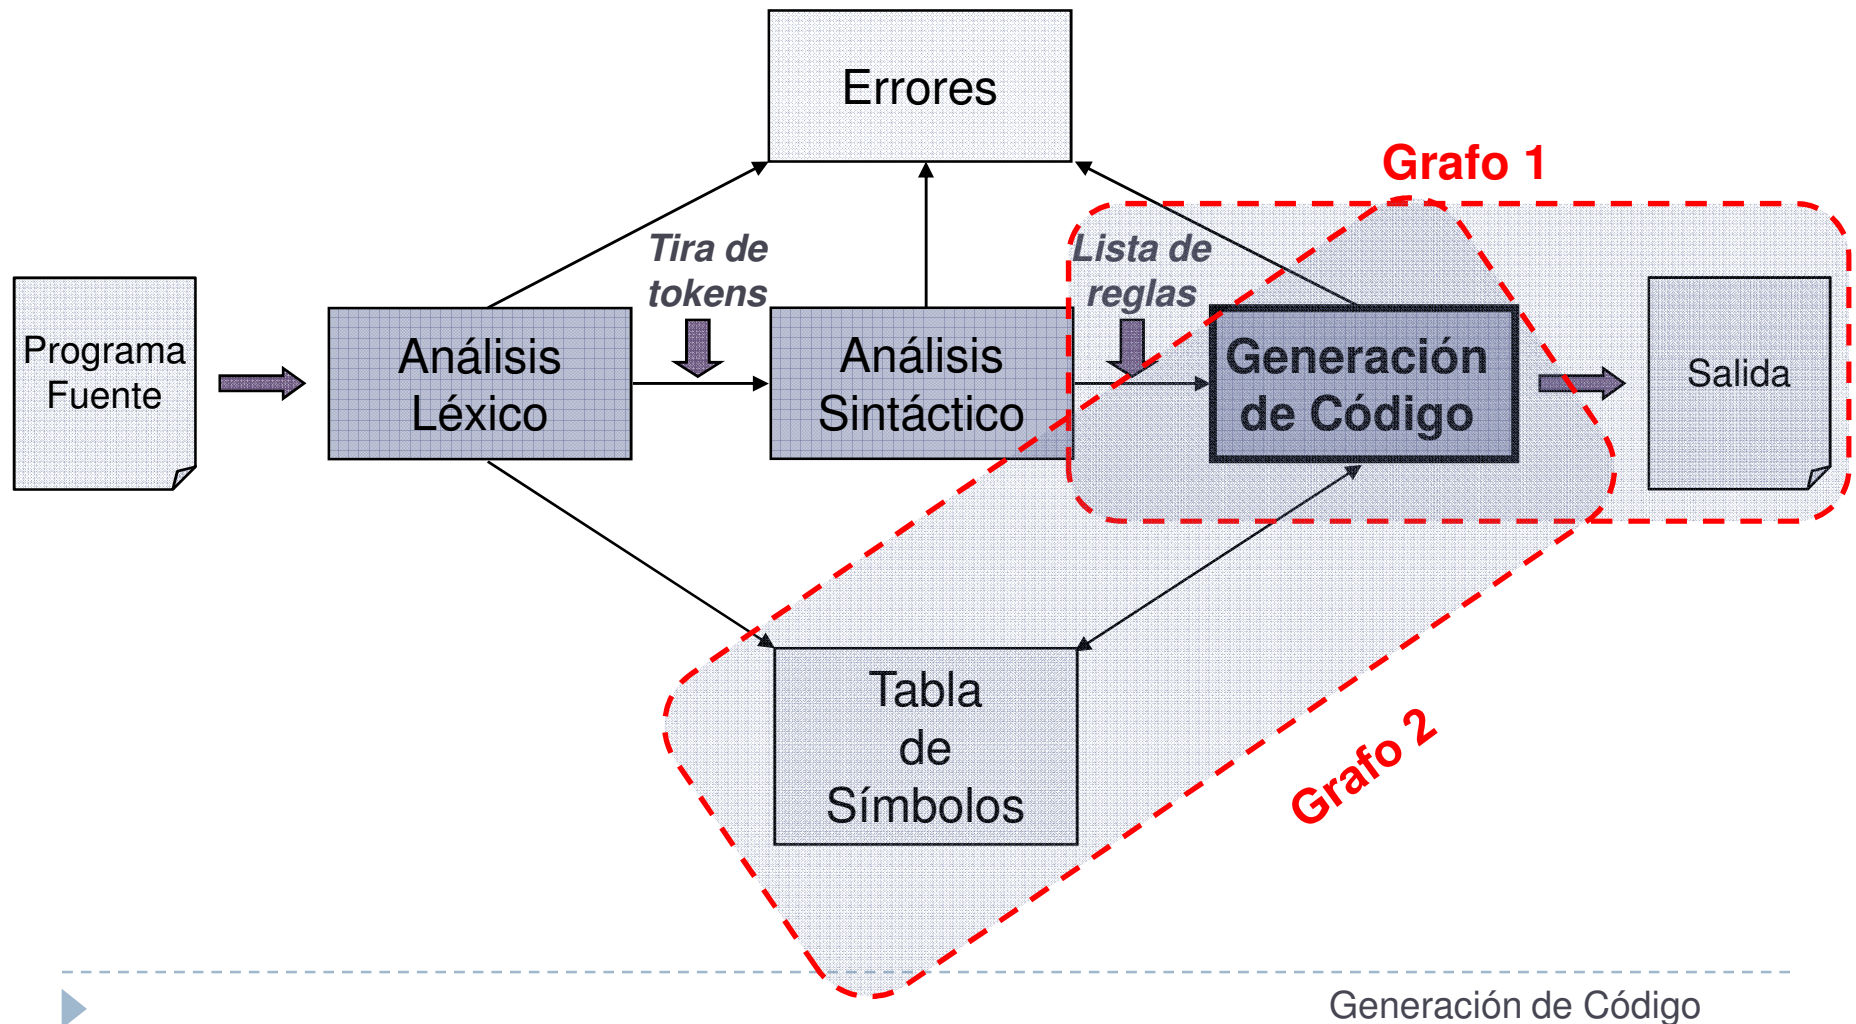 Errores
Grafo 1
Tira de
tokens
Lista de
reglas
Programa
Fuente
Análisis
Léxico
Análisis
Sintáctico
Generación
de Código
Salida
Tabla
de
Símbolos
Grafo 2
Generación de Código